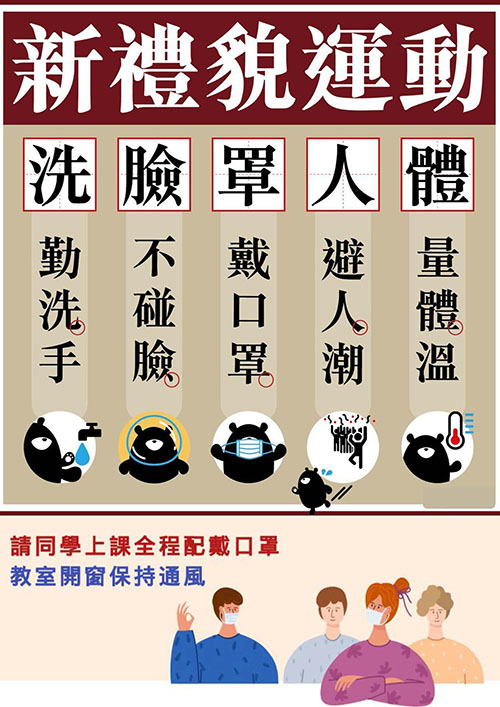 新禮貌運動
洗臉罩人體
勤洗手
不碰臉
戴口罩
避人潮
量體溫
請同學上課全程配戴口罩
教室開窗保持通風